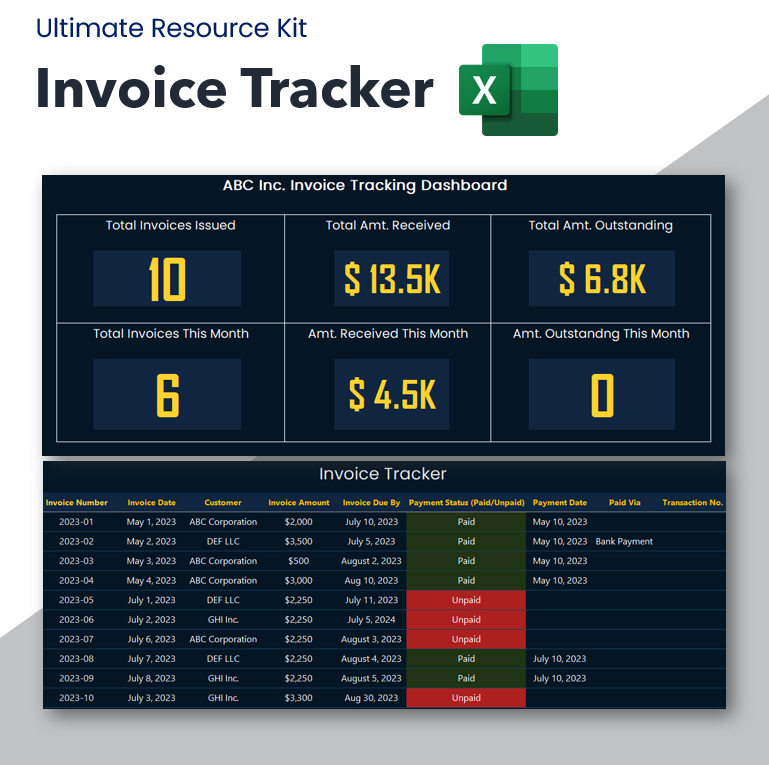 Ultimate Resource Kit
Invoice Tracker
X
ABC Inc. Invoice Tracking Dashboard
Total Invoices Issued Total Amt. Received Total Amt. Outstanding
10 $ 13.5K $ 6.8K
Total Invoices This Month Amt. Received This Month Amt. Outstandng This Month
6 $ 4.5K 0
Invoice Tracker
Invoice Number Invoice Date Customer Invoice Amount Invoice Due By Payment Status (Paid/Unpaid) Payment Date Paid Via Transaction No.
2023-01 May 1, 2023 ABC Corporation $2,000 July 10, 2023 Paid May 10, 2023
2023-02 May 2, 2023 DEF LLC $3,500 July 5, 2023 Paid May 10, 2023 Bank Payment
2023-03 May 3, 2023 ABC Corporation $500 August 2, 2023 Paid May 10, 2023
2023-04 May 4, 2023 ABC Corporation $3,000 Aug 10, 2023 Paid May 10, 2023
2023-05 July 1, 2023 DEF LLC $2,250 July 11, 2023 Unpaid
2023-06 July 2, 2023 GHI Inc. $2,250 July 5, 2024 Unpaid
2023-07 July 6, 2023 ABC Corporation $2,250 August 3, 2023 Unpaid
2023-08 July 7, 2023 DEF LLC $2,250 August 4, 2023 Paid July 10, 2023
2023-09 July 8, 2023 GHI Inc. $2,250 August 5, 2023 Paid July 10, 2023
2023-10 July 3, 2023 GHI Inc. $3,300 Aug 30, 2023 Unpaid